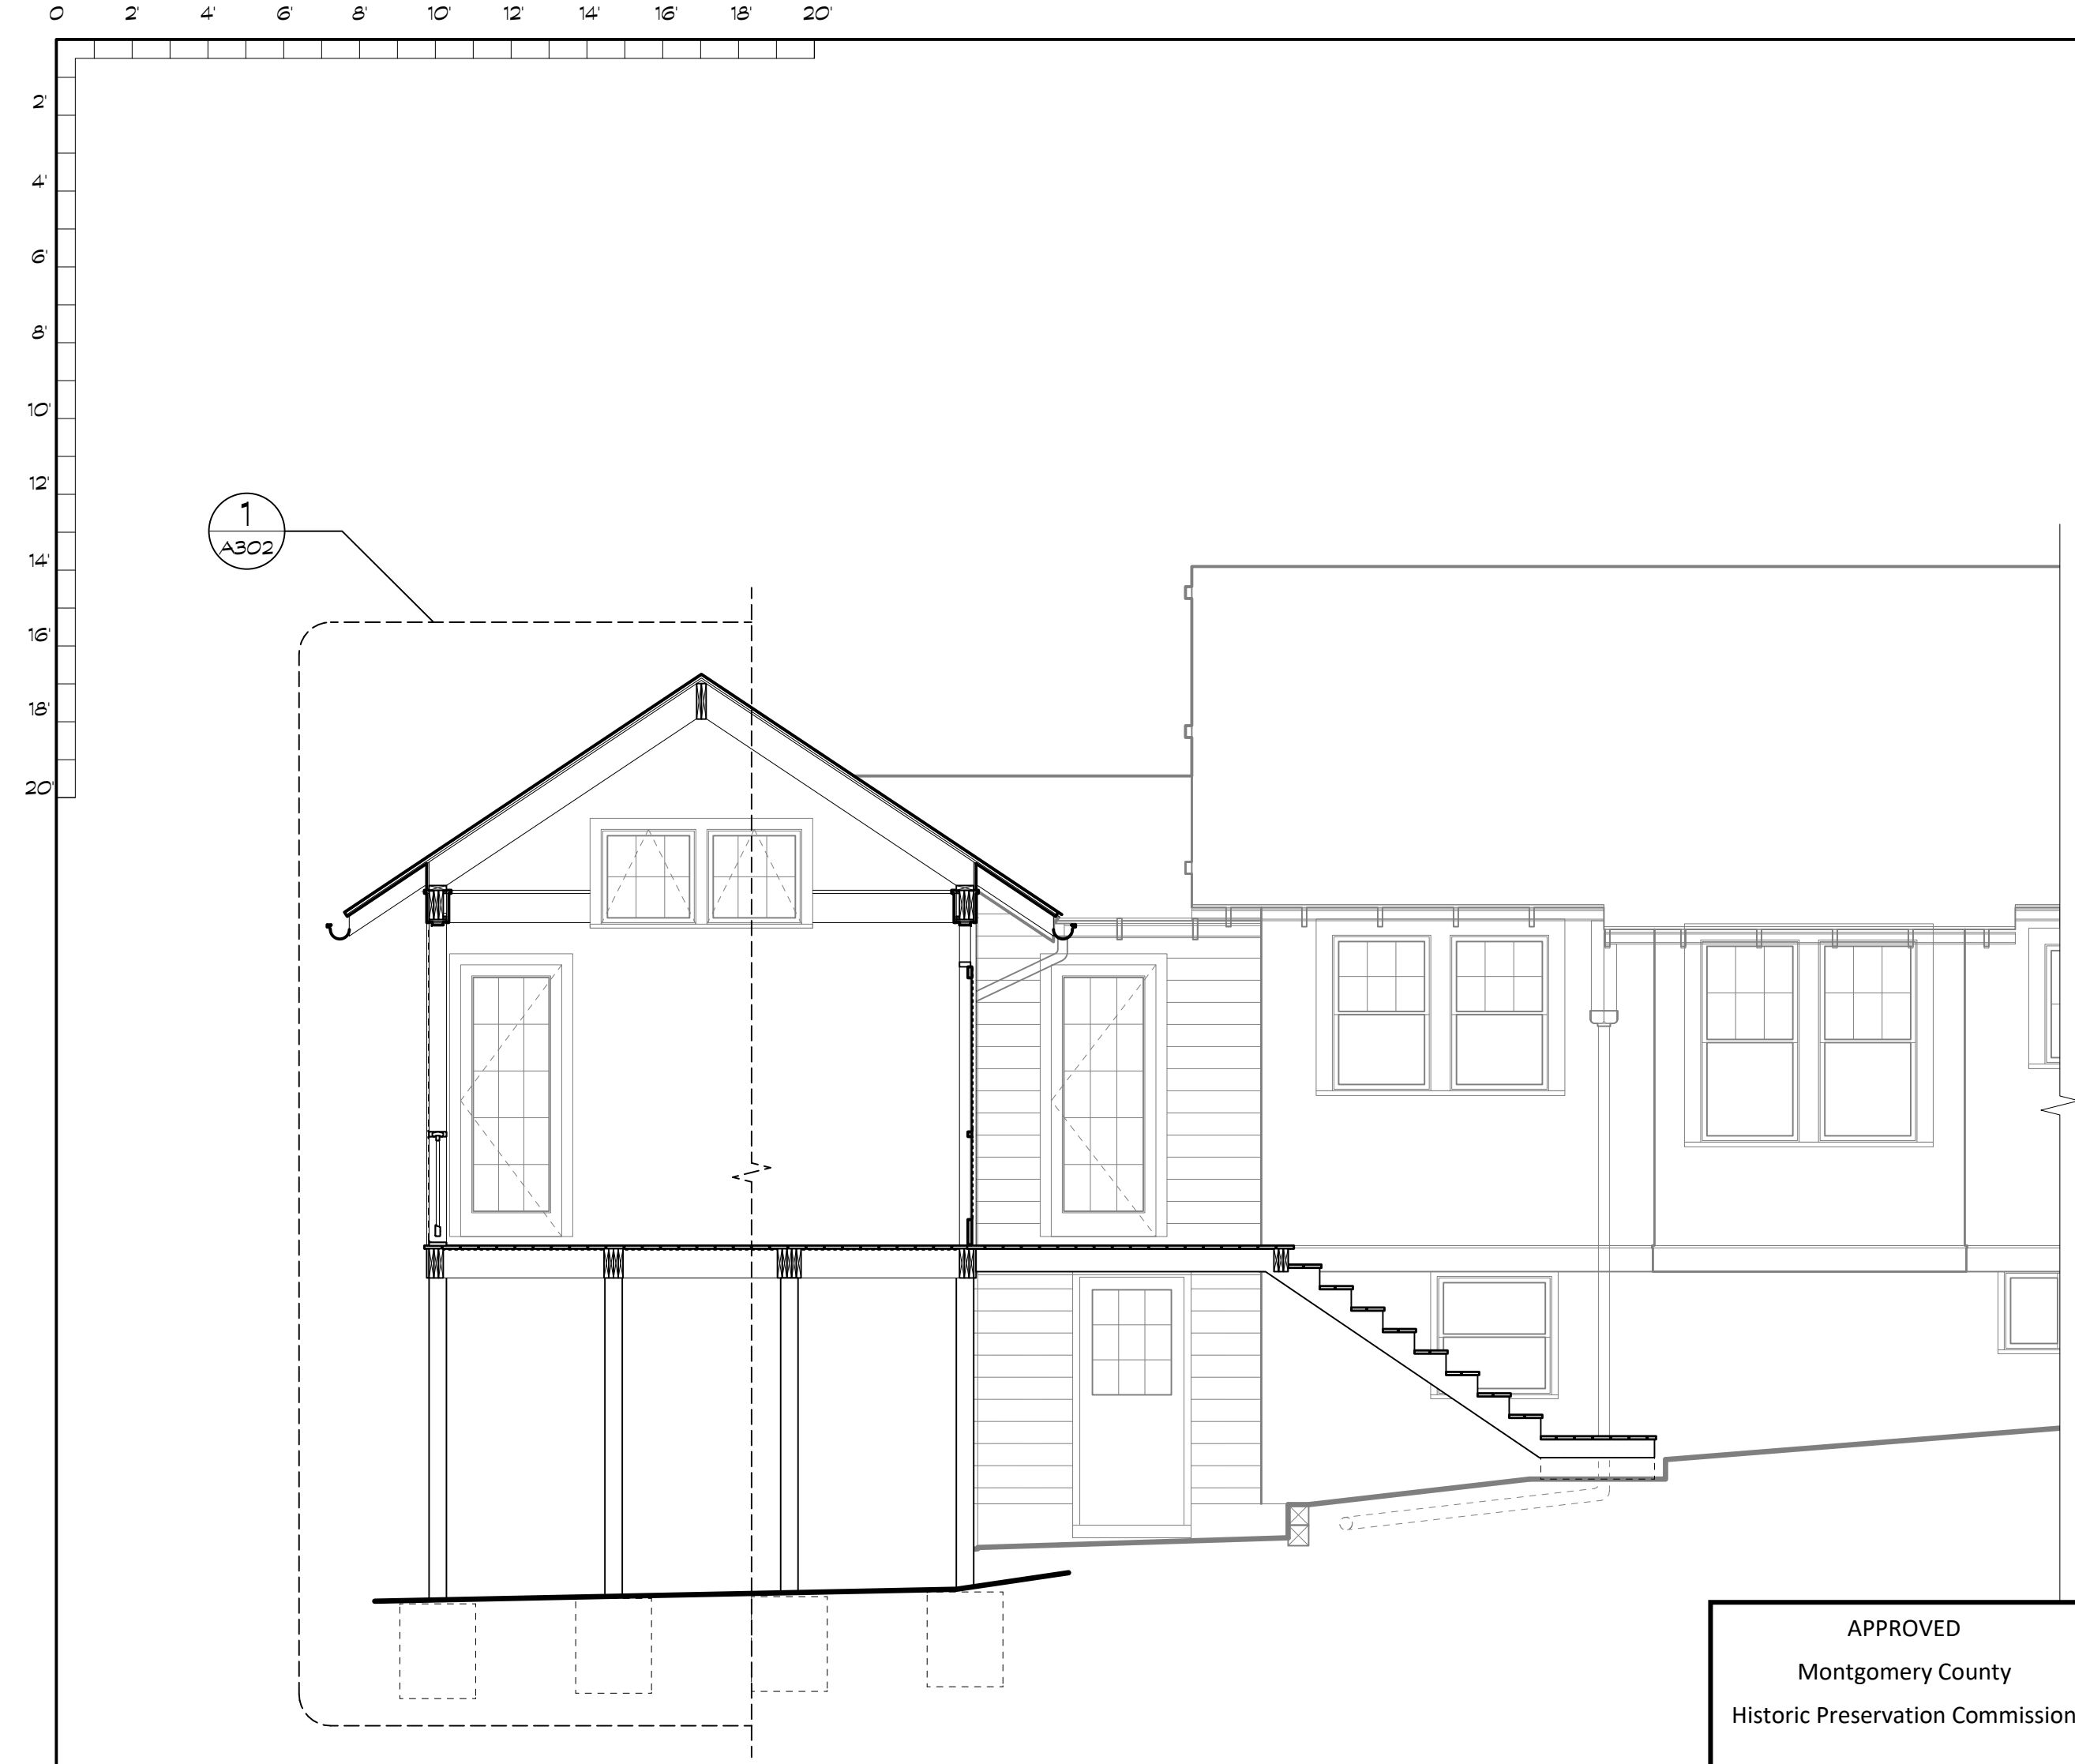 0 2' 4' 6' 8' 10' 12' 14' 16' 18' 20'
2'
4'
6'
8'
10'
12'
14'
16'
18'
20'
1
A302
APPROVED
Montgomery County
Historic Preservation Commission